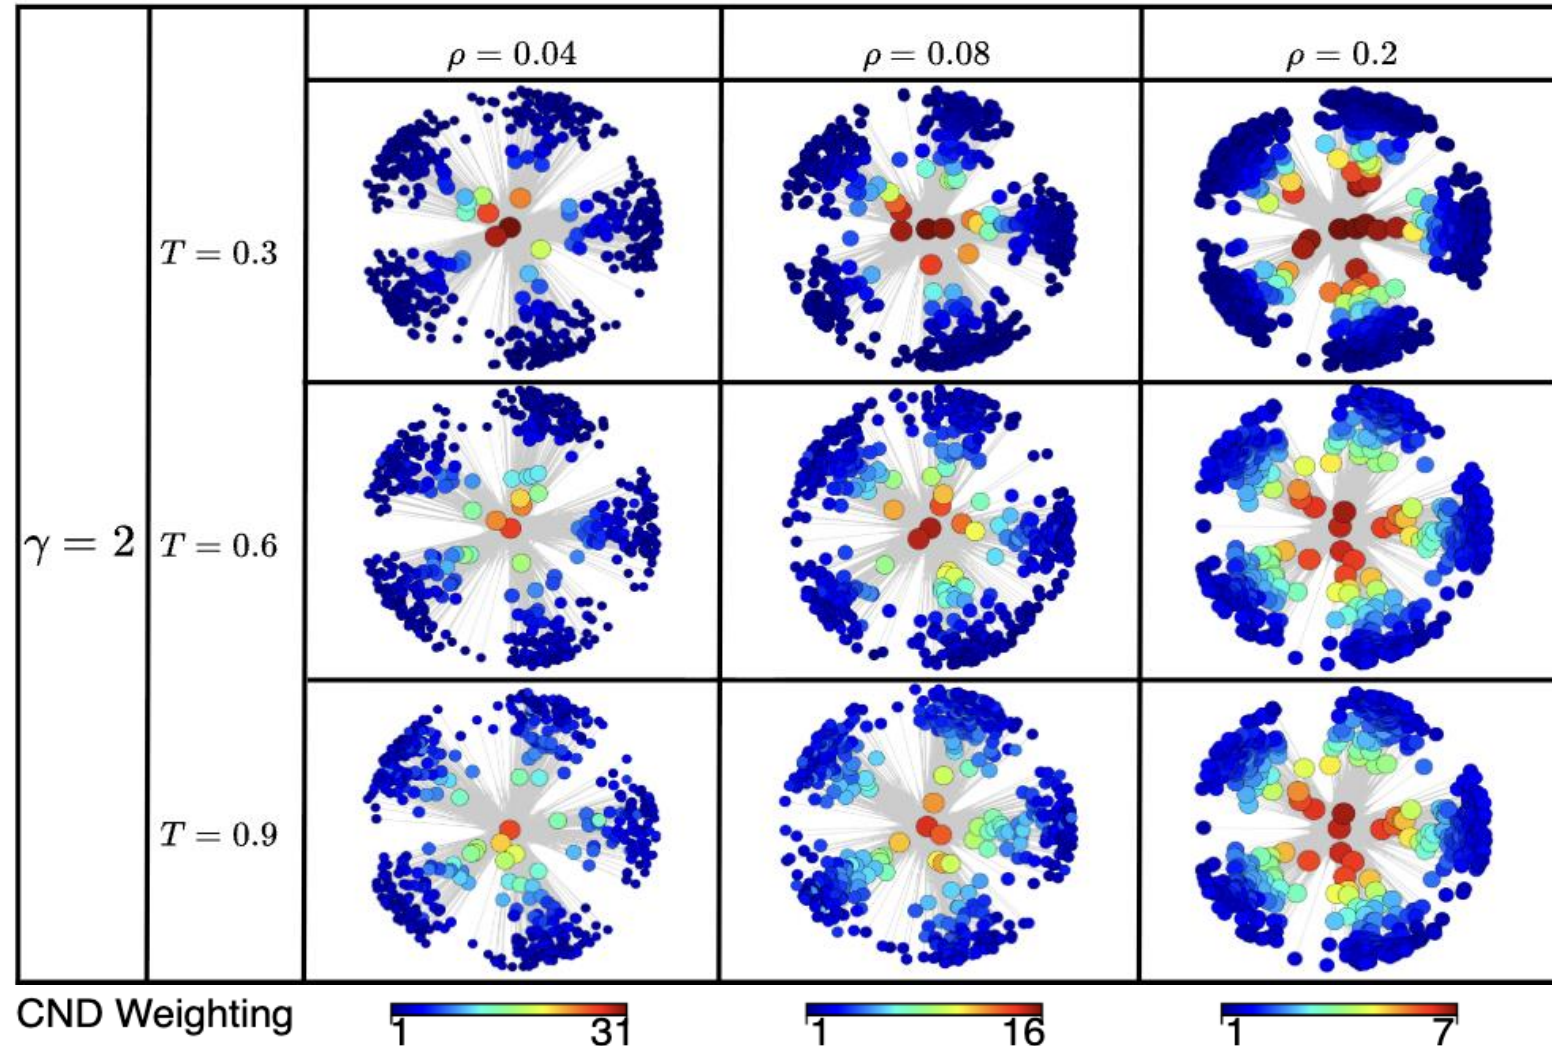 ρ = 0.04 ρ = 0.08 ρ = 0.2
T = 0.3
γ = 2 T = 0.6
T = 0.9
CND Weighting 1 31 1 16 1 7